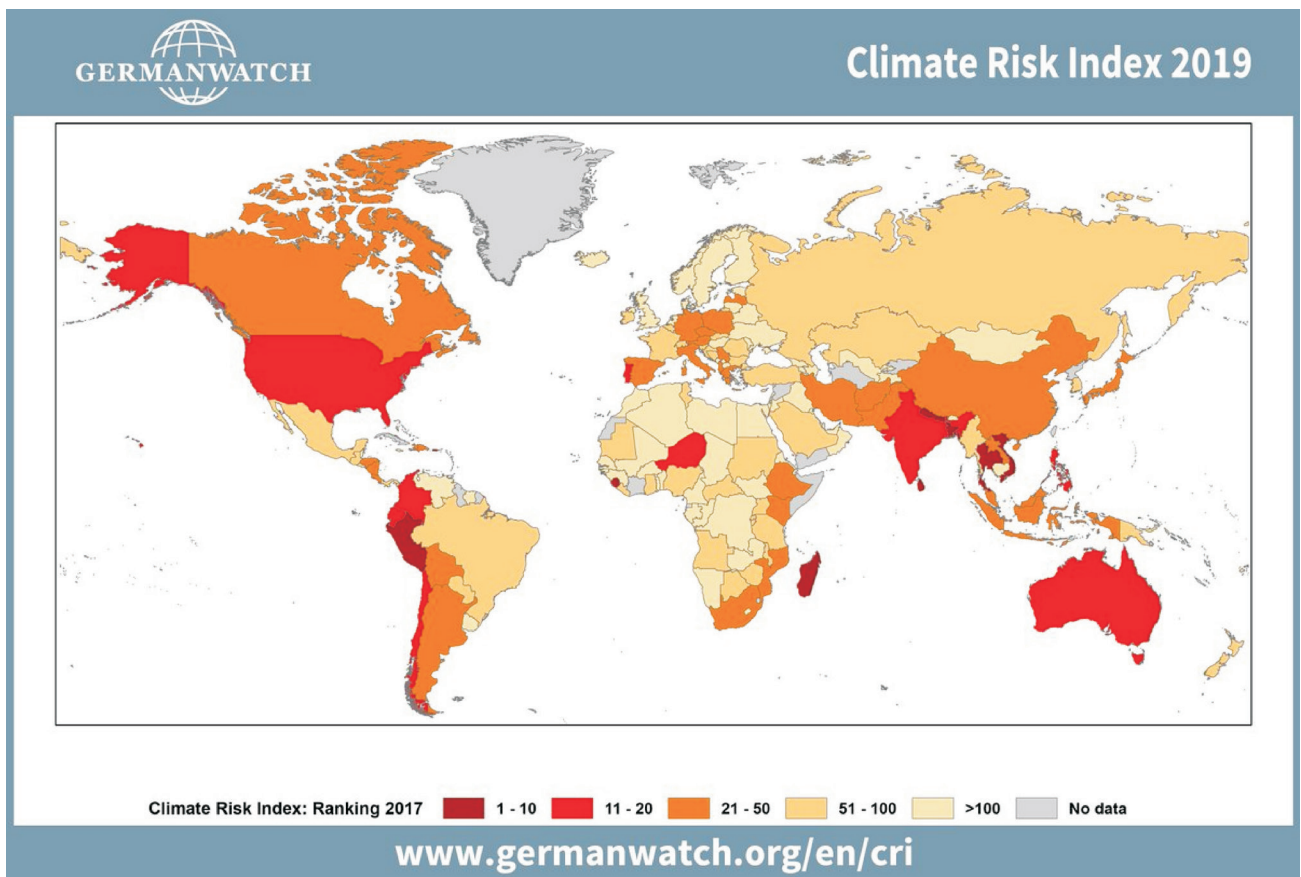 GERMANWATCH
Climate Risk Index 2019
Climate Risk Index: Ranking 2017 1 - 10 11 - 20 21 - 50 51 - 100 >100 No data
www.germanwatch.org/en/cri